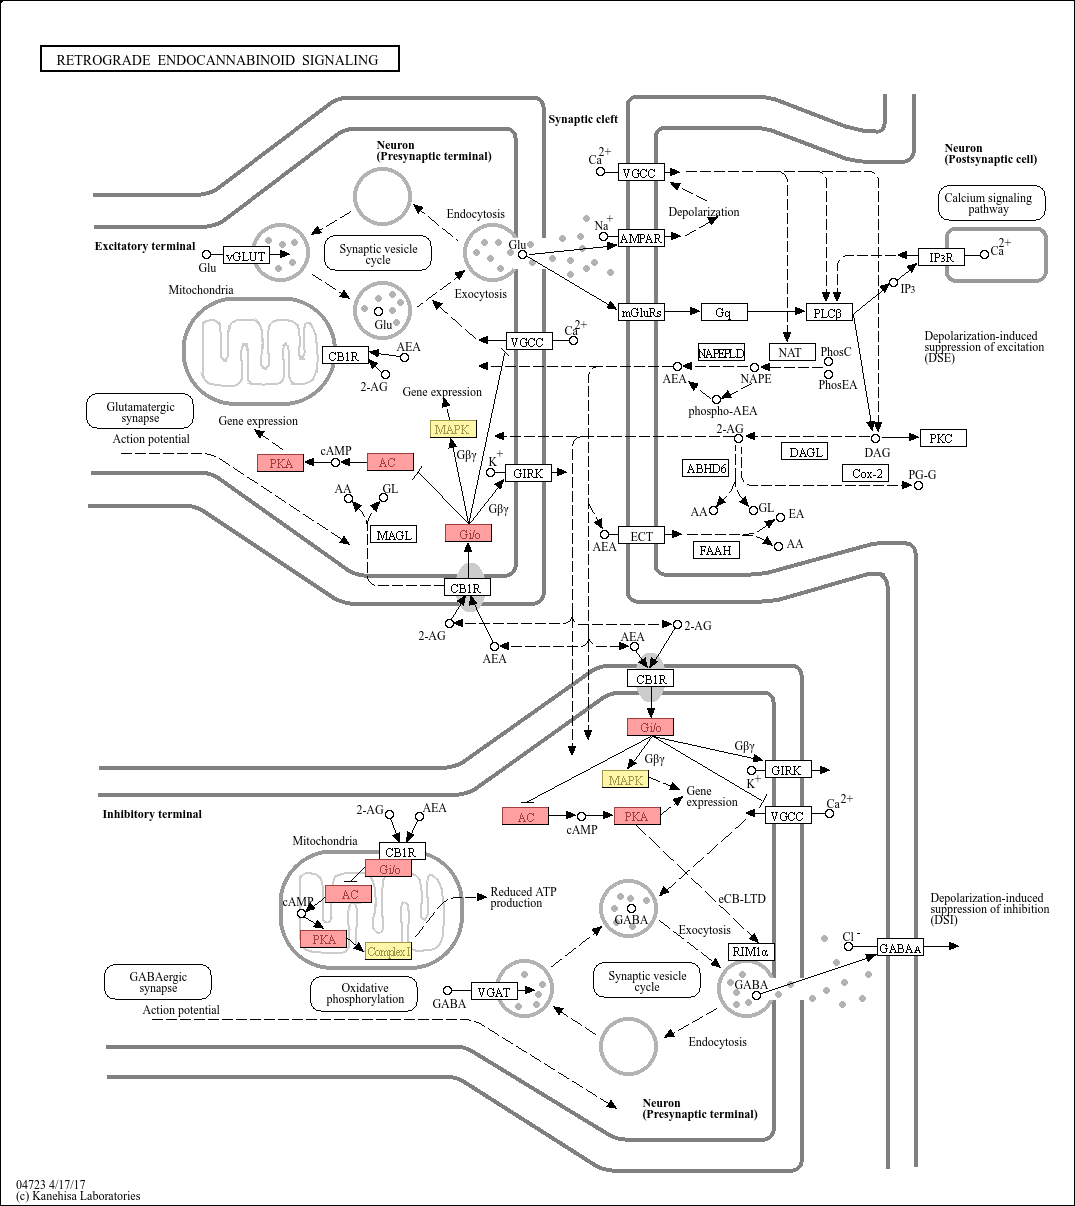 RETROGRADE ENDOCANNABINOID SIGNALING
Synaptic cleft
Neuron
(Presynaptic terminal)
Neuron
(Postsynaptic cell)
Ca2+
VGCC
Calcium signaling
pathway
Depolarization
Endocytosis
Na+
AMPAR
Excitatory terminal
Glu
vGLUT
Synaptic vesicle
cycle
Glu
IP3R
Ca2+
Mitochondria
Exocytosis
IP3
Glu
mGluRs
Gq
PLCβ
VGCC
Ca2+
Depolarization-induced
suppression of excitation
(DSE)
CB1R
AEA
2-AG
NAPEPLD
NAT
PhosC
AEA
NAPE
PhosEA
phospho-AEA
Glutamatergic
synapse
Gene expression
Gene expression
MAPK
Action potential
cAMP
PKA
AC
Gβγ
K+
GIRK
2-AG
DAGL
DAG
PKC
ABHD6
Cox-2
PG-G
AA
GL
Gβγ
AA
GL
EA
MAGL
Gi/o
AEA
ECT
FAAH
AA
CB1R
2-AG
AEA
AEA
2-AG
CB1R
Gi/o
Gβγ
Gβγ
MAPK
K+
GIRK
Gene
expression
Inhibitory terminal
2-AG
AEA
AC
cAMP
PKA
VGCC
Ca2+
Mitochondria
CB1R
Gi/o
AC
cAMP
Reduced ATP
production
eCB-LTD
GABA
Depolarization-induced
suppression of inhibition
(DSI)
PKA
Complex I
Exocytosis
RIM1α
Cl-
GABAA
GABAergic
synapse
Oxidative
phosphorylation
GABA
VGAT
Synaptic vesicle
cycle
GABA
Action potential
Endocytosis
Neuron
(Presynaptic terminal)
04723 4/17/17
(c) Kanehisa Laboratories